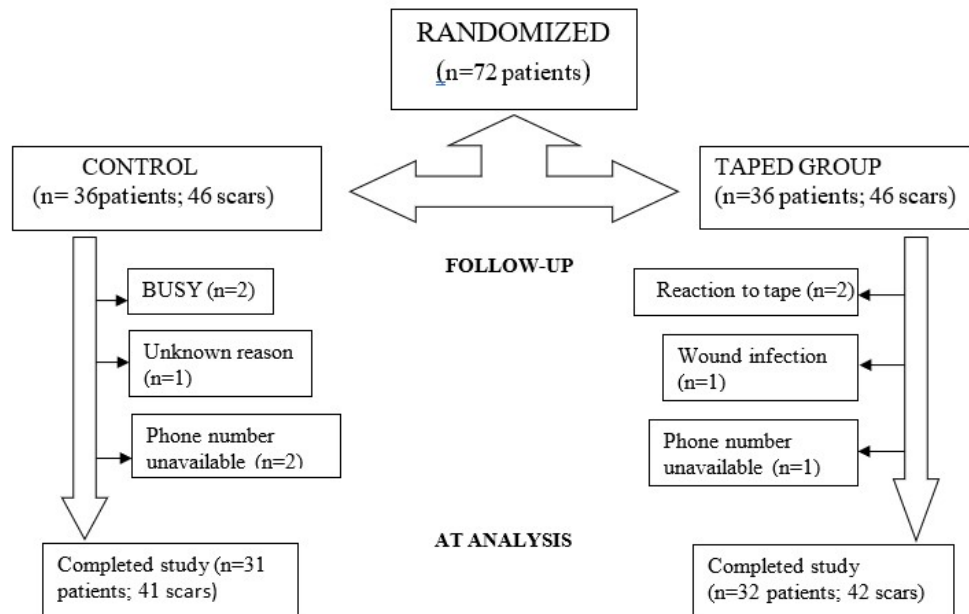 RANDOMIZED
(n=72 patients)
CONTROL
(n= 36patients; 46 scars)
TAPED GROUP
(n=36 patients; 46 scars)
FOLLOW-UP
BUSY (n=2)
Unknown reason
(n=1)
Phone number
unavailable (n=2)
Reaction to tape (n=2)
Wound infection
(n=1)
Phone number
unavailable (n=1)
AT ANALYSIS
Completed study (n=31
patients; 41 scars)
Completed study
(n=32 patients; 42 scars)